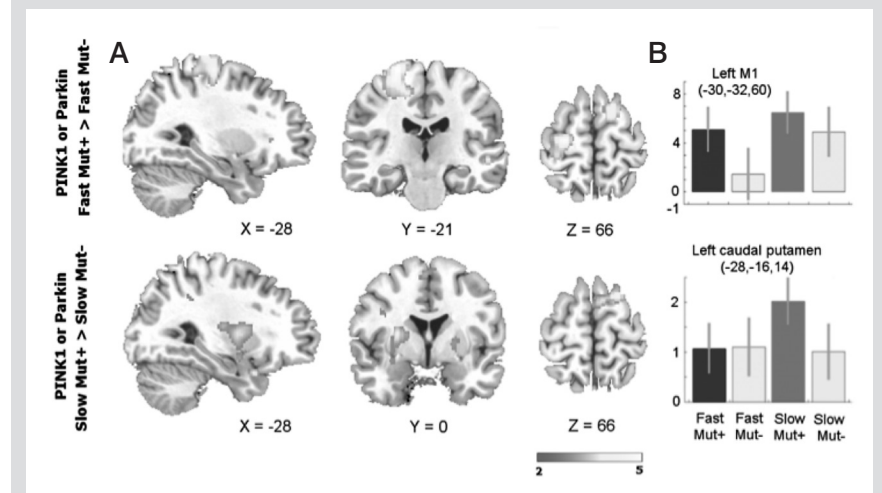 A
B
PINK1 or Parkin
Fast Mut+ > Fast Mut-
X = -28
Y = -21
Z = 66
Left M1
(-30,-32,60)
8
4
0
-1
PINK1 or Parkin
Slow Mut+ > Slow Mut-
X = -28
Y = 0
Z = 66
Left caudal putamen
(-28,-16,14)
2
1
0
Fast Mut+
Fast Mut-
Slow Mut+
Slow Mut-
2
5